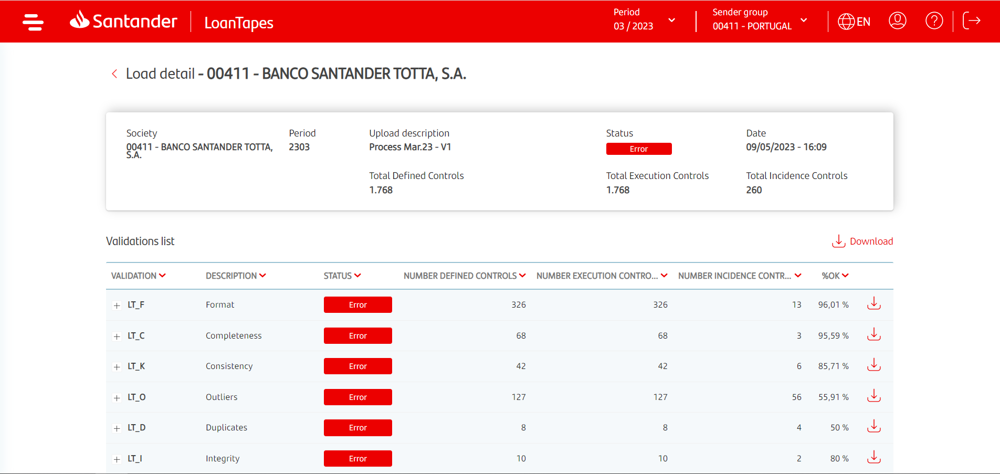 Santander
LoanTapes
Period
03 / 2023
Sender group
00411 - PORTUGAL
EN
?
Load detail - 00411 - BANCO SANTANDER TOTTA, S.A.
Society
00411 - BANCO SANTANDER TOTTA,
S.A.
Period
2303
Upload description
Process Mar.23 - V1
Status
Error
Date
09/05/2023 - 16:09
Total Defined Controls
1.768
Total Execution Controls
1.768
Total Incidence Controls
260
Validations list
Download
VALIDATION DESCRIPTION STATUS NUMBER DEFINED CONTROLS NUMBER EXECUTION CONTRO... NUMBER INCIDENCE CONTR... %OK
+ LT_F Format Error 326 326 13 96,01 %
+ LT_C Completeness Error 68 68 3 95,59 %
+ LT_K Consistency Error 42 42 6 85,71 %
+ LT_O Outliers Error 127 127 56 55,91 %
+ LT_D Duplicates Error 8 8 4 50 %
+ LT_I Integrity Error 10 10 2 80 %